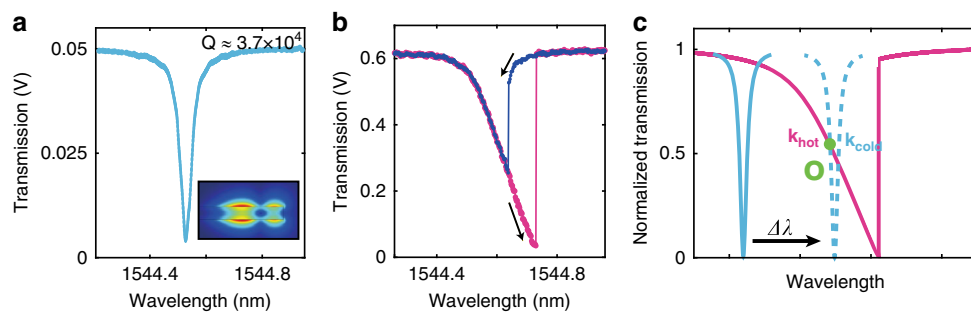 a
Q ≈ 3.7×10⁴
0.05
0.025
0
Transmission (V)
1544.4
1544.8
Wavelength (nm)
b
0.6
0.4
0.2
0
Transmission (V)
1544.4
1544.8
Wavelength (nm)
c
1
0.5
0
Normalized transmission
k_hot
k_cold
O
Δλ
Wavelength